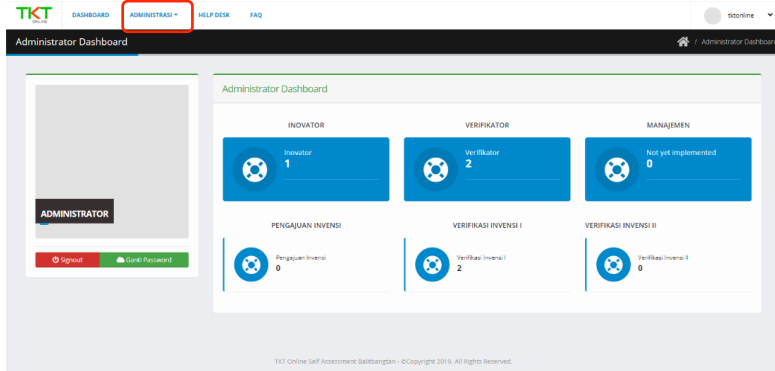 TKT
ONLINE
DASHBOARD ADMINISTRASI HELP DESK FAQ tktonline
Administrator Dashboard / Administrator Dashboard
Administrator Dashboard
ADMINISTRATOR
Signout Ganti Password
INOVATOR VERIFIKATOR MANAJEMEN
Inovator Verifikator Not yet implemented
1 2 0
PENGAJUAN INVENSI VERIFIKASI INVENSI I VERIFIKASI INVENSI II
Pengajuan Invensi Verifikasi Invensi I Verifikasi Invensi II
0 2 0
TKT Online Self Assessment Balitbangtan - ©Copyright 2019. All Rights Reserved.